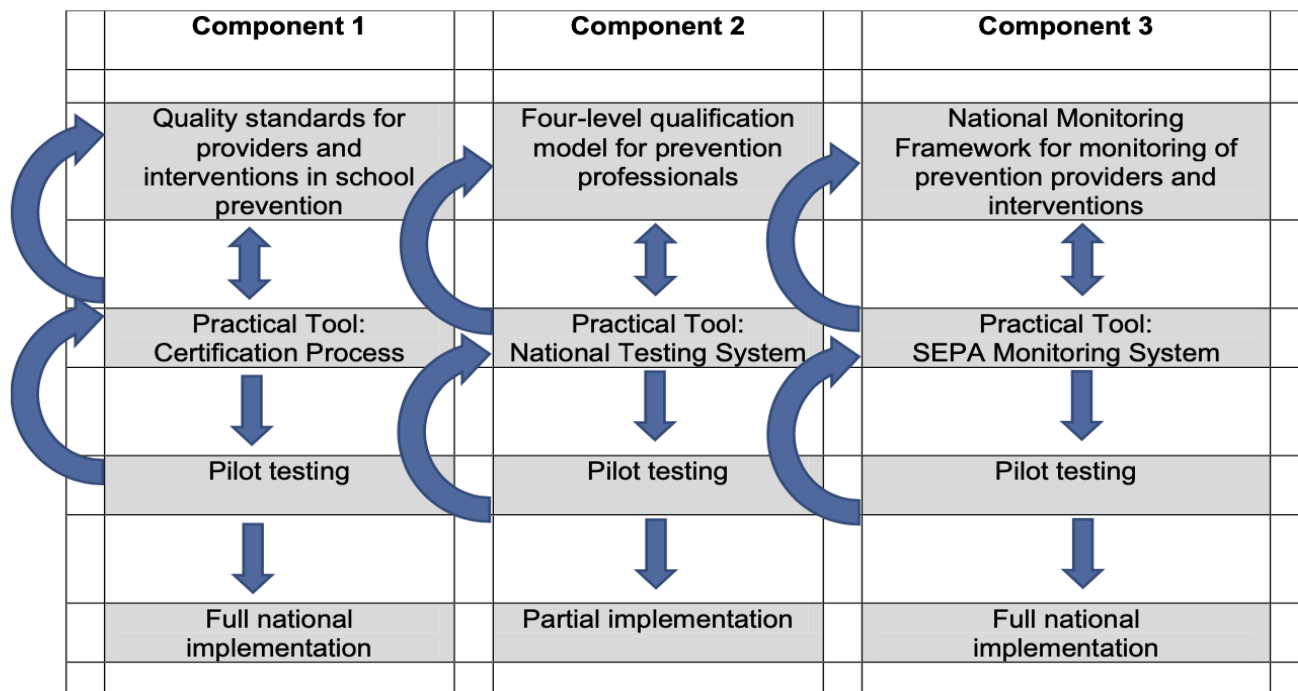 Component 1
Component 2
Component 3
Quality standards for
providers and
interventions in school
prevention
Four-level qualification
model for prevention
professionals
National Monitoring
Framework for monitoring of
prevention providers and
interventions
Practical Tool:
Certification Process
Practical Tool:
National Testing System
Practical Tool:
SEPA Monitoring System
Pilot testing
Pilot testing
Pilot testing
Full national
implementation
Partial implementation
Full national
implementation